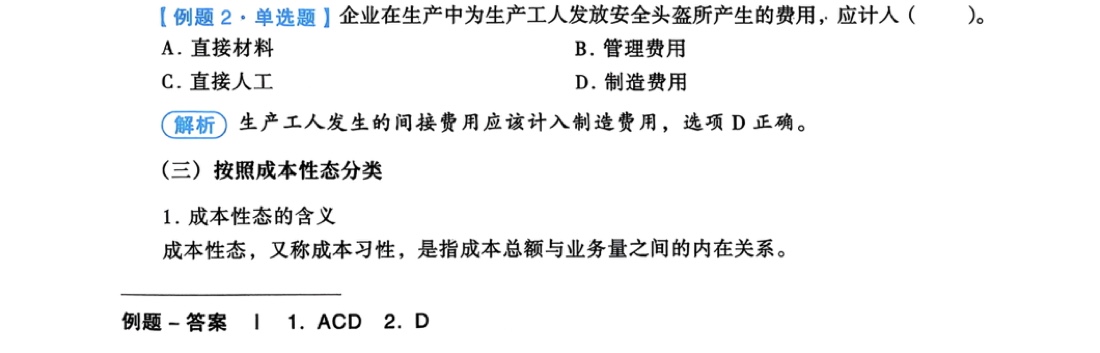 【例题2·单选题】企业在生产中为生产工人发放安全头盔所产生的费用，应计人（　　）。
A. 直接材料　　B. 管理费用
C. 直接人工　　D. 制造费用
解析 生产工人发生的间接费用应该计入制造费用，选项 D 正确。
（三）按照成本性态分类
1. 成本性态的含义
成本性态，又称成本习性，是指成本总额与业务量之间的内在关系。
例题－答案 | 1. ACD 2. D